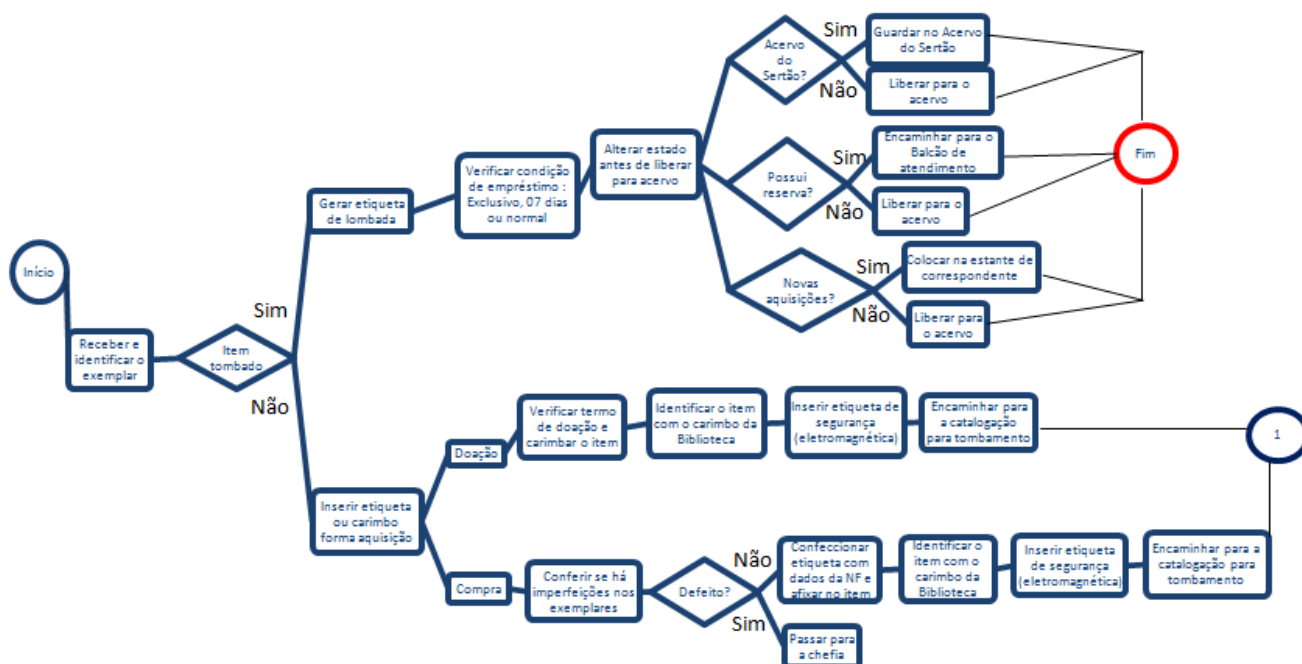 Início
Receber e
identificar o
exemplar
Item
tombado
Sim
Não
Gerar etiqueta
de lombada
Verificar condição
de empréstimo :
Exclusivo, 07 dias
ou normal
Alterar estado
antes de liberar
para acervo
Acervo
do
Sertão?
Sim
Guardar no Acervo
do Sertão
Não
Liberar para o
acervo
Possui
reserva?
Sim
Encaminhar para o
Balcão de
atendimento
Não
Liberar para o
acervo
Novas
aquisições?
Sim
Colocar na estante de
correspondente
Não
Liberar para
o acervo
Fim
Inserir etiqueta
ou carimbo
forma aquisição
Doação
Verificar termo
de doação e
carimbar o item
Identificar o item
com o carimbo da
Biblioteca
Inserir etiqueta de
segurança
(eletromagnética)
Encaminhar para
a catalogação
para tombamento
1
Compra
Conferir se há
imperfeições nos
exemplares
Defeito?
Não
Confeccionar
etiqueta com
dados da NF e
afixar no item
Identificar o
item com o
carimbo da
Biblioteca
Inserir etiqueta
de segurança
(eletromagnética)
Encaminhar para a
catalogação para
tombamento
Sim
Passar para
a chefia